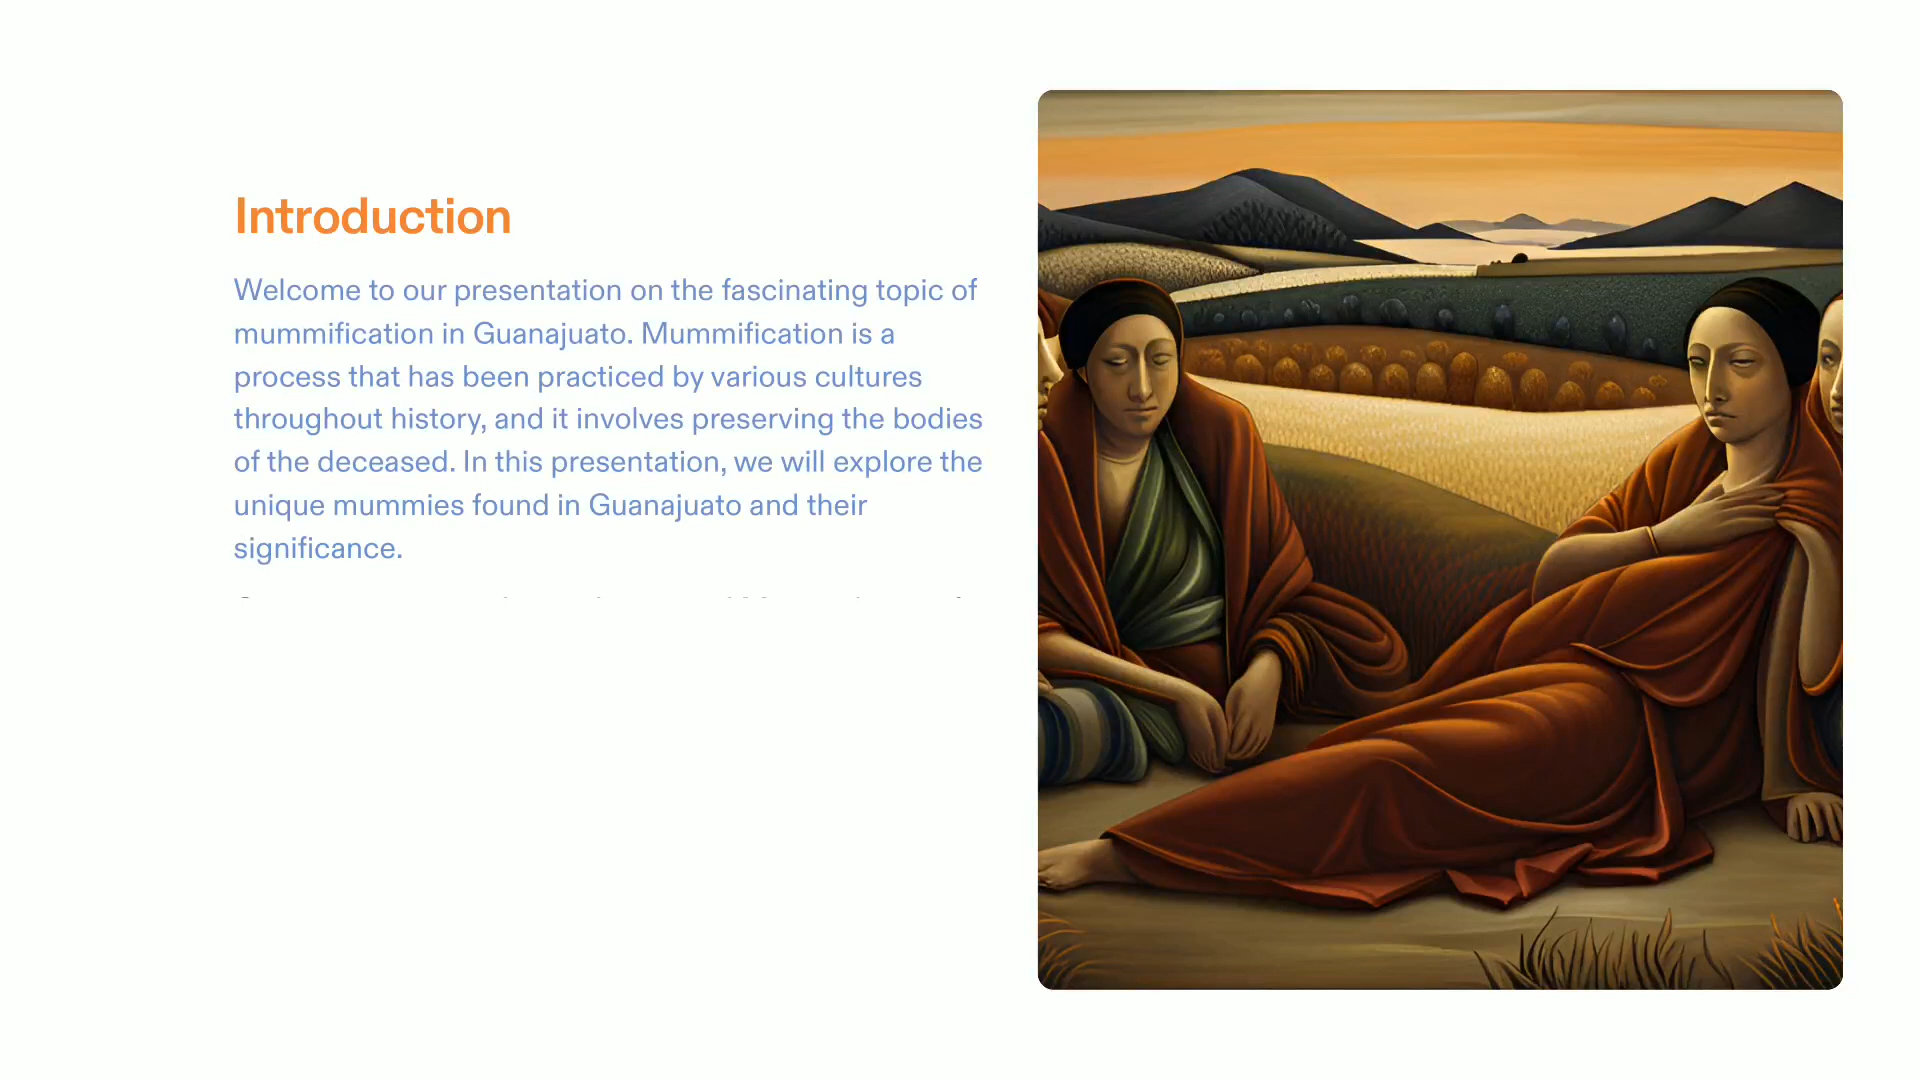 Introduction
Welcome to our presentation on the fascinating topic of
mummification in Guanajuato. Mummification is a
process that has been practiced by various cultures
throughout history, and it involves preserving the bodies
of the deceased. In this presentation, we will explore the
unique mummies found in Guanajuato and their
significance.